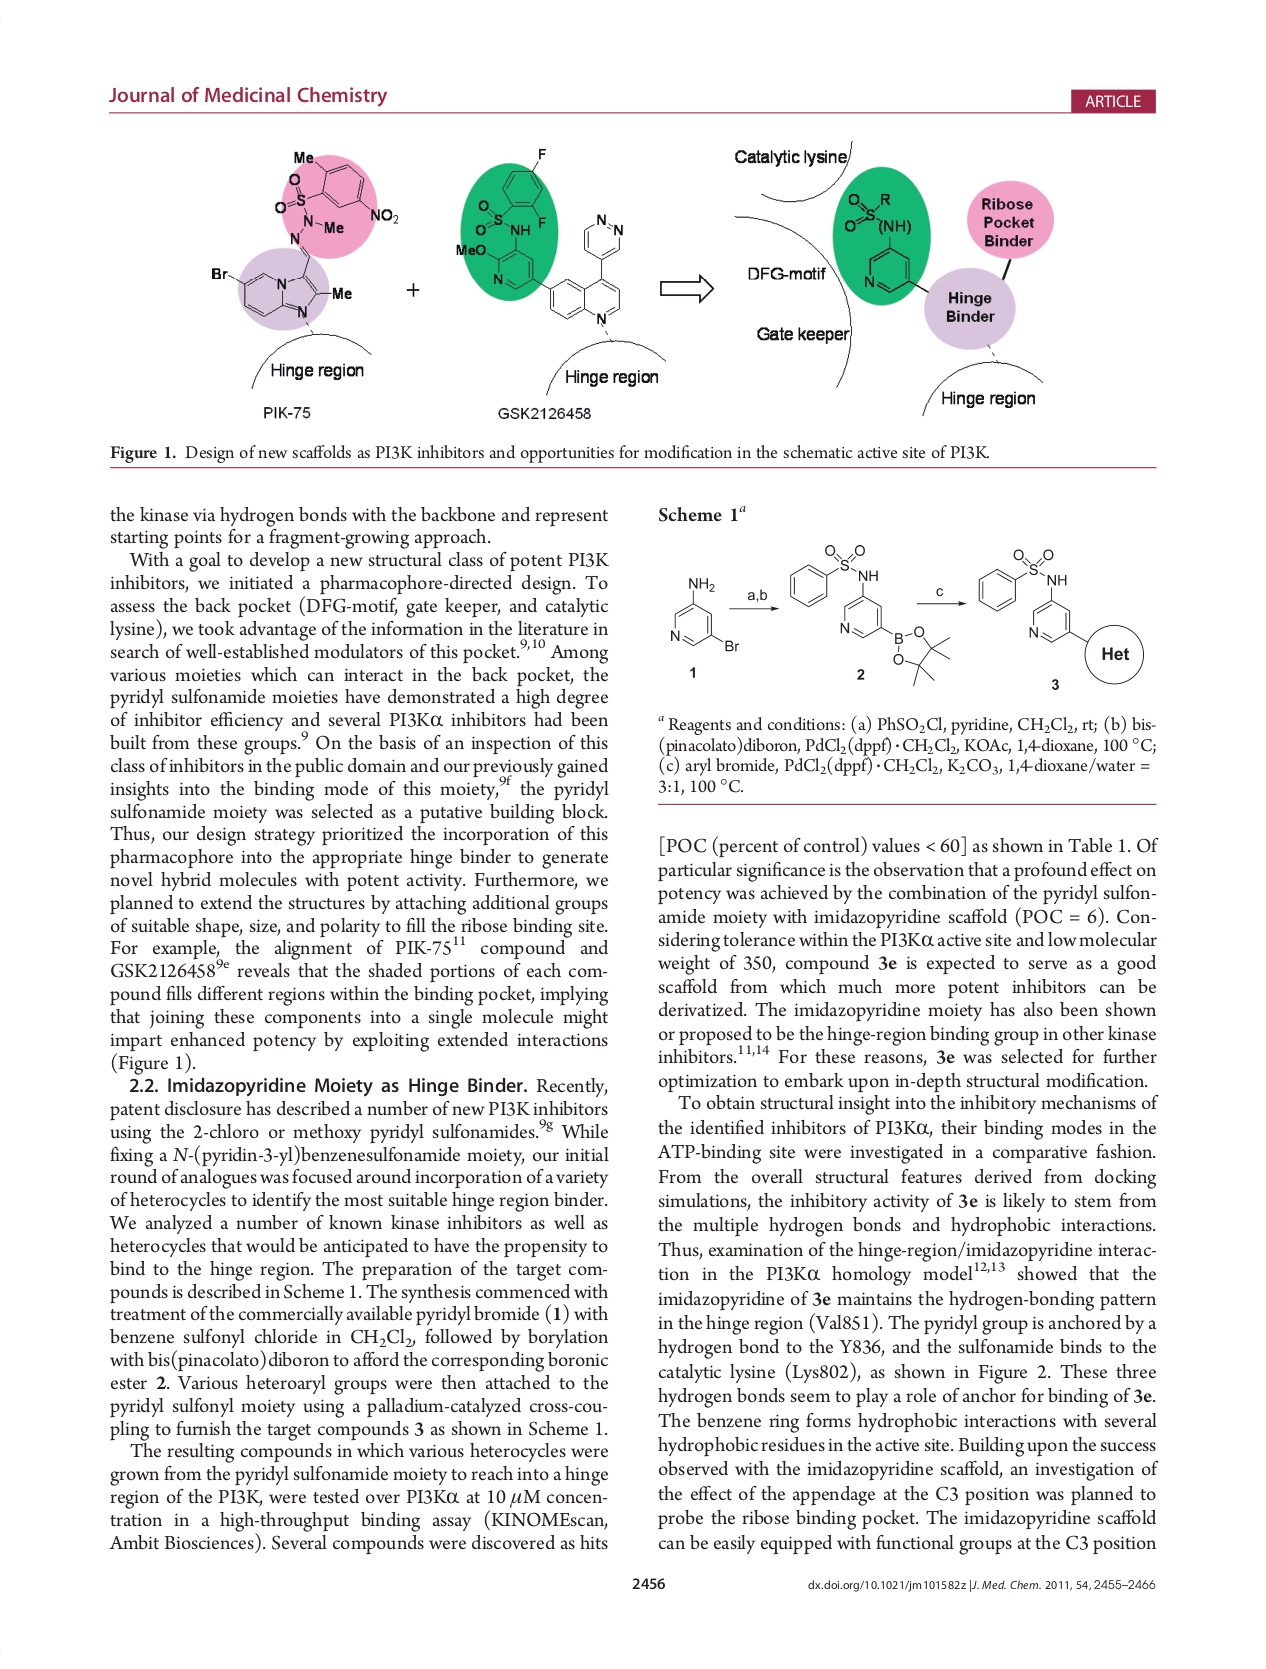 Journal of Medicinal Chemistry
ARTICLE
Me
O
O
S
N
Me
NO2
N
Br
N
Me
N
Hinge region
PIK-75
+
F
O
S
O
NH
F
MeO
N
N
N
N
Hinge region
GSK2126458
Catalytic lysine
O
R
S
O
(NH)
N
DFG-motif
Gate keeper
Ribose
Pocket
Binder
Hinge
Binder
Hinge region
Figure 1. Design of new scaffolds as PI3K inhibitors and opportunities for modification in the schematic active site of PI3K.
the kinase via hydrogen bonds with the backbone and represent
starting points for a fragment-growing approach.
With a goal to develop a new structural class of potent PI3K
inhibitors, we initiated a pharmacophore-directed design. To
assess the back pocket (DFG-motif, gate keeper, and catalytic
lysine), we took advantage of the information in the literature in
search of well-established modulators of this pocket.9,10 Among
various moieties which can interact in the back pocket, the
pyridyl sulfonamide moieties have demonstrated a high degree
of inhibitor efficiency and several PI3Kα inhibitors had been
built from these groups.9 On the basis of an inspection of this
class of inhibitors in the public domain and our previously gained
insights into the binding mode of this moiety,9f the pyridyl
sulfonamide moiety was selected as a putative building block.
Thus, our design strategy prioritized the incorporation of this
pharmacophore into the appropriate hinge binder to generate
novel hybrid molecules with potent activity. Furthermore, we
planned to extend the structures by attaching additional groups
of suitable shape, size, and polarity to fill the ribose binding site.
For example, the alignment of PIK-7511 compound and
GSK21264589e reveals that the shaded portions of each com-
pound fills different regions within the binding pocket, implying
that joining these components into a single molecule might
impart enhanced potency by exploiting extended interactions
(Figure 1).
2.2. Imidazopyridine Moiety as Hinge Binder. Recently,
patent disclosure has described a number of new PI3K inhibitors
using the 2-chloro or methoxy pyridyl sulfonamides.9g While
fixing a N-(pyridin-3-yl)benzenesulfonamide moiety, our initial
round of analogues was focused around incorporation of a variety
of heterocycles to identify the most suitable hinge region binder.
We analyzed a number of known kinase inhibitors as well as
heterocycles that would be anticipated to have the propensity to
bind to the hinge region. The preparation of the target com-
pounds is described in Scheme 1. The synthesis commenced with
treatment of the commercially available pyridyl bromide (1) with
benzene sulfonyl chloride in CH2Cl2, followed by borylation
with bis(pinacolato)diboron to afford the corresponding boronic
ester 2. Various heteroaryl groups were then attached to the
pyridyl sulfonyl moiety using a palladium-catalyzed cross-cou-
pling to furnish the target compounds 3 as shown in Scheme 1.
The resulting compounds in which various heterocycles were
grown from the pyridyl sulfonamide moiety to reach into a hinge
region of the PI3K, were tested over PI3Kα at 10 μM concen-
tration in a high-throughput binding assay (KINOMEscan,
Ambit Biosciences). Several compounds were discovered as hits
Scheme 1a
NH2
N
Br
1
a,b
O
O
S
NH
N
B
O
O
2
c
O
O
S
NH
N
Het
3
a Reagents and conditions: (a) PhSO2Cl, pyridine, CH2Cl2, rt; (b) bis-
(pinacolato)diboron, PdCl2(dppf)·CH2Cl2, KOAc, 1,4-dioxane, 100 °C;
(c) aryl bromide, PdCl2(dppf)·CH2Cl2, K2CO3, 1,4-dioxane/water =
3:1, 100 °C.
[POC (percent of control) values < 60] as shown in Table 1. Of
particular significance is the observation that a profound effect on
potency was achieved by the combination of the pyridyl sulfon-
amide moiety with imidazopyridine scaffold (POC = 6). Con-
sidering tolerance within the PI3Kα active site and low molecular
weight of 350, compound 3e is expected to serve as a good
scaffold from which much more potent inhibitors can be
derivatized. The imidazopyridine moiety has also been shown
or proposed to be the hinge-region binding group in other kinase
inhibitors.11,14 For these reasons, 3e was selected for further
optimization to embark upon in-depth structural modification.
To obtain structural insight into the inhibitory mechanisms of
the identified inhibitors of PI3Kα, their binding modes in the
ATP-binding site were investigated in a comparative fashion.
From the overall structural features derived from docking
simulations, the inhibitory activity of 3e is likely to stem from
the multiple hydrogen bonds and hydrophobic interactions.
Thus, examination of the hinge-region/imidazopyridine interac-
tion in the PI3Kα homology model12,13 showed that the
imidazopyridine of 3e maintains the hydrogen-bonding pattern
in the hinge region (Val851). The pyridyl group is anchored by a
hydrogen bond to the Y836, and the sulfonamide binds to the
catalytic lysine (Lys802), as shown in Figure 2. These three
hydrogen bonds seem to play a role of anchor for binding of 3e.
The benzene ring forms hydrophobic interactions with several
hydrophobic residues in the active site. Building upon the success
observed with the imidazopyridine scaffold, an investigation of
the effect of the appendage at the C3 position was planned to
probe the ribose binding pocket. The imidazopyridine scaffold
can be easily equipped with functional groups at the C3 position
2456
dx.doi.org/10.1021/jm101582z |J. Med. Chem. 2011, 54, 2455–2466